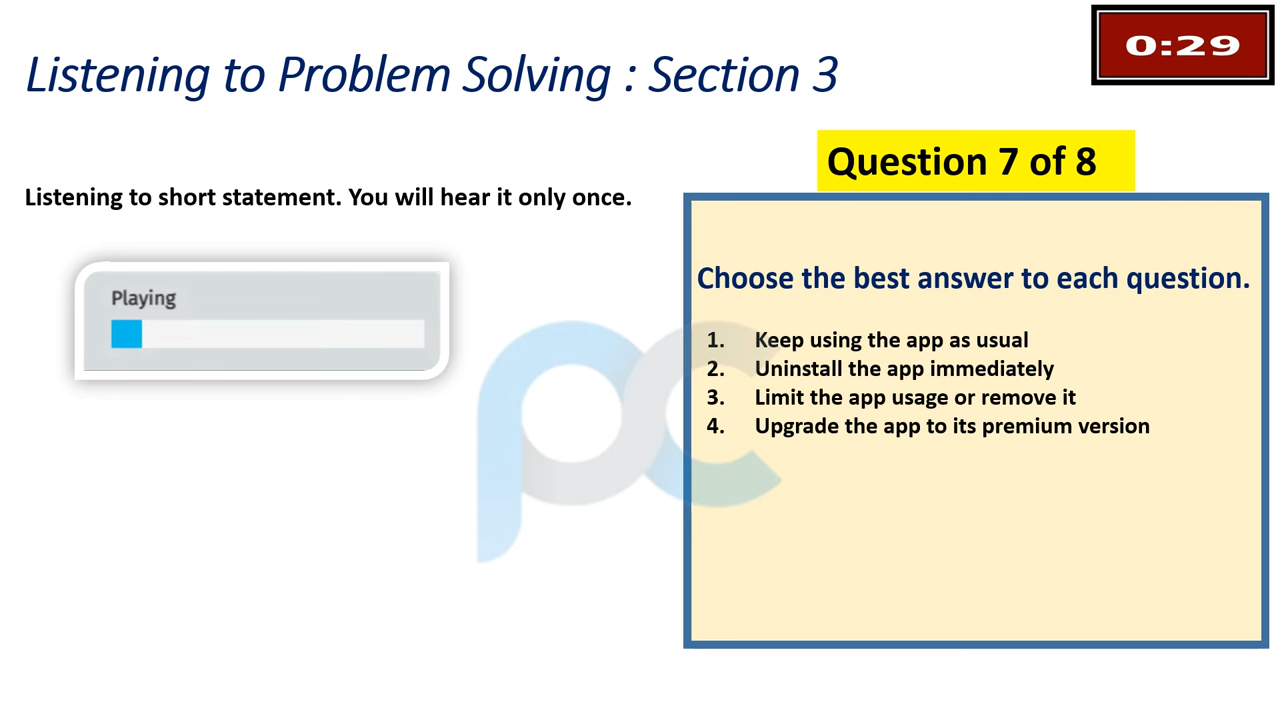 0:29
Listening to Problem Solving : Section 3
Question 7 of 8
Listening to short statement. You will hear it only once.
Playing
Choose the best answer to each question.
1. Keep using the app as usual
2. Uninstall the app immediately
3. Limit the app usage or remove it
4. Upgrade the app to its premium version
pc